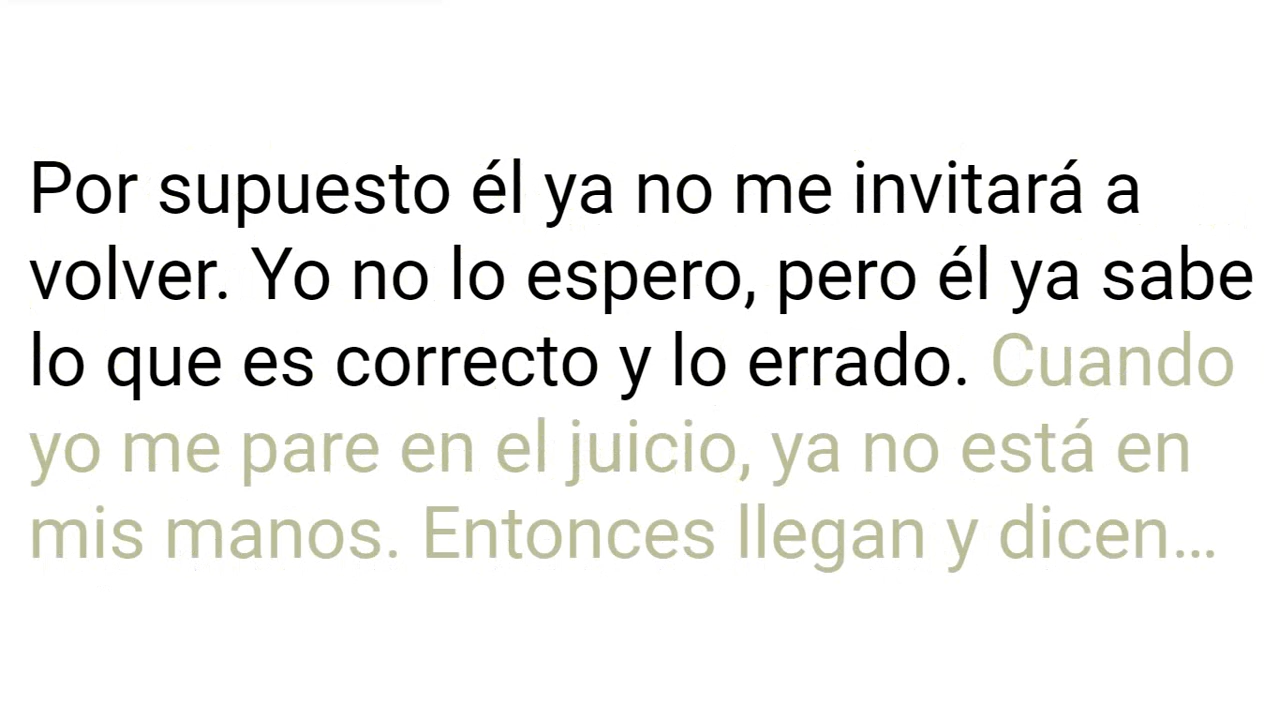 Por supuesto él ya no me invitará a
volver. Yo no lo espero, pero él ya sabe
lo que es correcto y lo errado. Cuando
yo me pare en el juicio, ya no está en
mis manos. Entonces llegan y dicen...